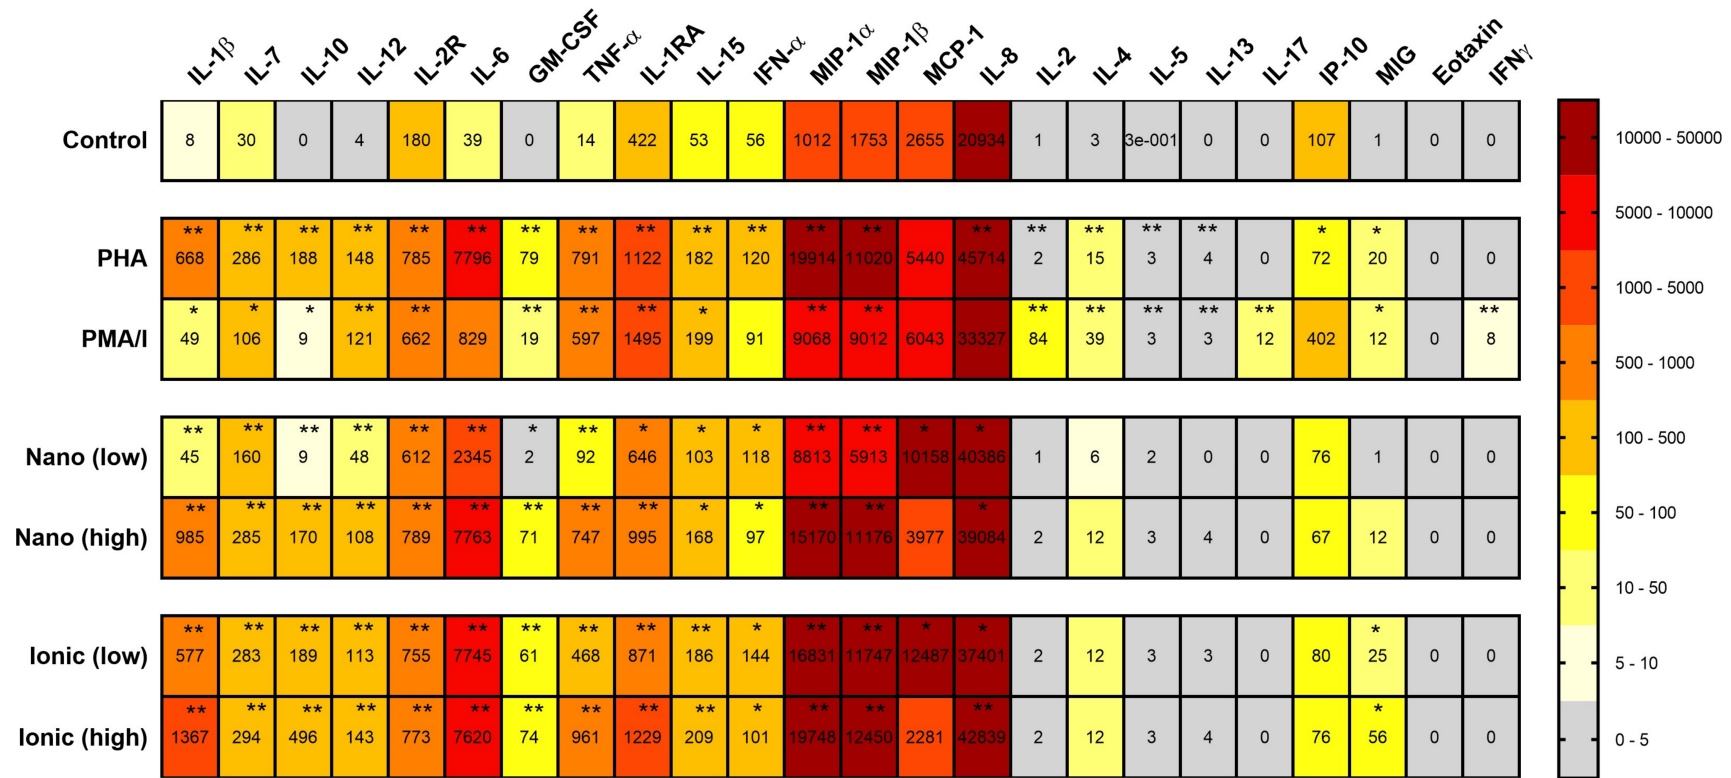 IL-1β IL-7 IL-10 IL-12 IL-2R IL-6 GM-CSF TNF-α IL-1RA IL-15 IFN-α MIP-1α MIP-1β MCP-1 IL-8 IL-2 IL-4 IL-5 IL-13 IL-17 IP-10 MIG Eotaxin IFNγ
Control 8 30 0 4 180 39 0 14 422 53 56 1012 1753 2655 20934 1 3 3e-001 0 0 107 1 0 0
** ** ** ** ** ** ** ** ** ** ** ** ** ** ** ** ** ** * *
PHA 668 286 188 148 785 7796 79 791 1122 182 120 19914 11020 5440 45714 2 15 3 4 0 72 20 0 0
* * * ** ** ** ** ** * ** ** ** ** ** ** ** * **
PMA/I 49 106 9 121 662 829 19 597 1495 199 91 9068 9012 6043 33327 84 39 3 3 12 402 12 0 8
** ** ** ** ** ** * ** * * * ** ** * *
Nano (low) 45 160 9 48 612 2345 2 92 646 103 118 8813 5913 10158 40386 1 6 2 0 0 76 1 0 0
** ** ** ** ** ** ** ** ** * * ** ** *
Nano (high) 985 285 170 108 789 7763 71 747 995 168 97 15170 11176 3977 39084 2 12 3 4 0 67 12 0 0
** ** ** ** ** ** ** ** ** ** * ** ** * * *
Ionic (low) 577 283 189 113 755 7745 61 468 871 186 144 16831 11747 12487 37401 2 12 3 3 0 80 25 0 0
** ** ** ** ** ** ** ** ** ** * ** ** ** *
Ionic (high) 1367 294 496 143 773 7620 74 961 1229 209 101 19748 12450 2281 42839 2 12 3 4 0 76 56 0 0
10000 - 50000
5000 - 10000
1000 - 5000
500 - 1000
100 - 500
50 - 100
10 - 50
5 - 10
0 - 5